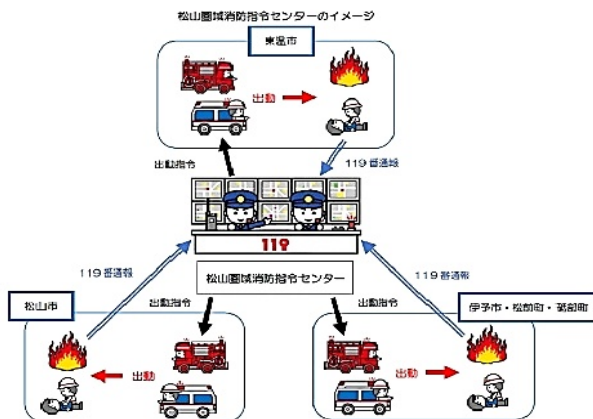 松山圏域消防指令センターのイメージ
東温市
出動
出動指令
119番通報
119
119番通報
119番通報
松山圏域消防指令センター
松山市
出動指令
出動指令
伊予市・松前町・砥部町
出動
出動